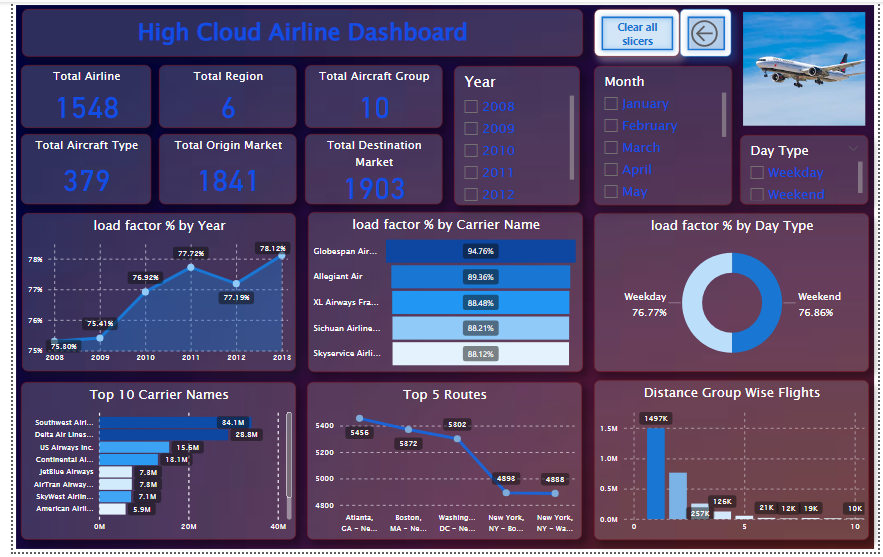 High Cloud Airline Dashboard
Clear all
slicers
Total Airline
1548
Total Region
6
Total Aircraft Group
10
Year
2008
2009
2010
2011
2012
Month
January
February
March
April
May
Total Aircraft Type
379
Total Origin Market
1841
Total Destination
Market
1903
Day Type
Weekday
Weekend
load factor % by Year
78%
77%
76%
75%
75.80%
75.41%
76.92%
77.72%
77.19%
78.12%
2008 2009 2010 2011 2012 2013
load factor % by Carrier Name
Globespan Air... 94.76%
Allegiant Air 89.36%
XL Airways Fra... 88.48%
Sichuan Airline... 88.21%
Skyservice Airli... 88.12%
load factor % by Day Type
Weekday
76.77%
Weekend
76.86%
Top 10 Carrier Names
Southwest Airl... 84.1M
Delta Air Lines... 28.8M
US Airways Inc. 15.6M
Continental Ai... 18.1M
JetBlue Airways 7.8M
AirTran Airway... 7.8M
SkyWest Airlin... 7.1M
American Airli... 5.9M
0M 20M 40M
Top 5 Routes
5400
5200
5000
4800
5456
5872
5802
4898
4888
Atlanta, Boston, Washing... New York, New York,
GA – Ne... MA – Ne... DC – Ne... NY – Bo... NY – Wa...
Distance Group Wise Flights
1.5M
1.0M
0.5M
0.0M
1497K
257K
126K
21K
12K
19K
10K
0 5 10